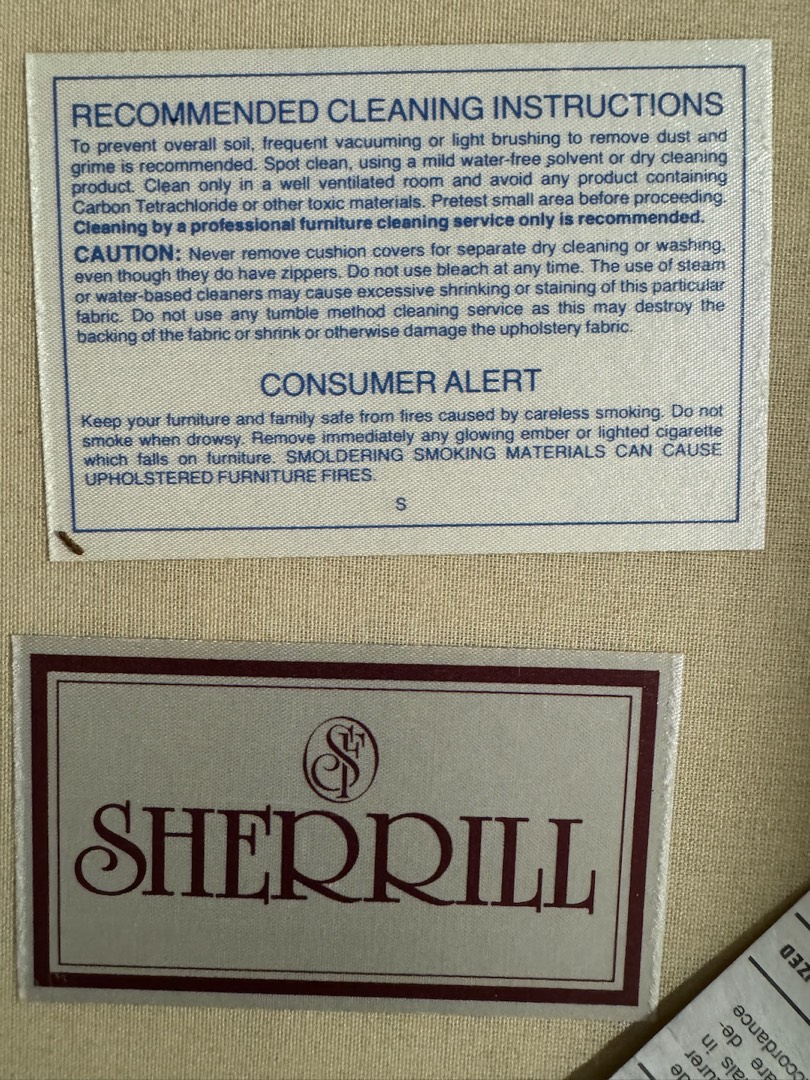 RECOMMENDED CLEANING INSTRUCTIONS
To prevent overall soil, frequent vacuuming or light brushing to remove dust and
grime is recommended. Spot clean, using a mild water-free solvent or dry cleaning
product. Clean only in a well ventilated room and avoid any product containing
Carbon Tetrachloride or other toxic materials. Pretest small area before proceeding.
Cleaning by a professional furniture cleaning service only is recommended.
CAUTION: Never remove cushion covers for separate dry cleaning or washing,
even though they do have zippers. Do not use bleach at any time. The use of steam
or water-based cleaners may cause excessive shrinking or staining of this particular
fabric. Do not use any tumble method cleaning service as this may destroy the
backing of the fabric or shrink or otherwise damage the upholstery fabric.
CONSUMER ALERT
Keep your furniture and family safe from fires caused by careless smoking. Do not
smoke when drowsy. Remove immediately any glowing ember or lighted cigarette
which falls on furniture. SMOLDERING SMOKING MATERIALS CAN CAUSE
UPHOLSTERED FURNITURE FIRES.
S
SHERRILL